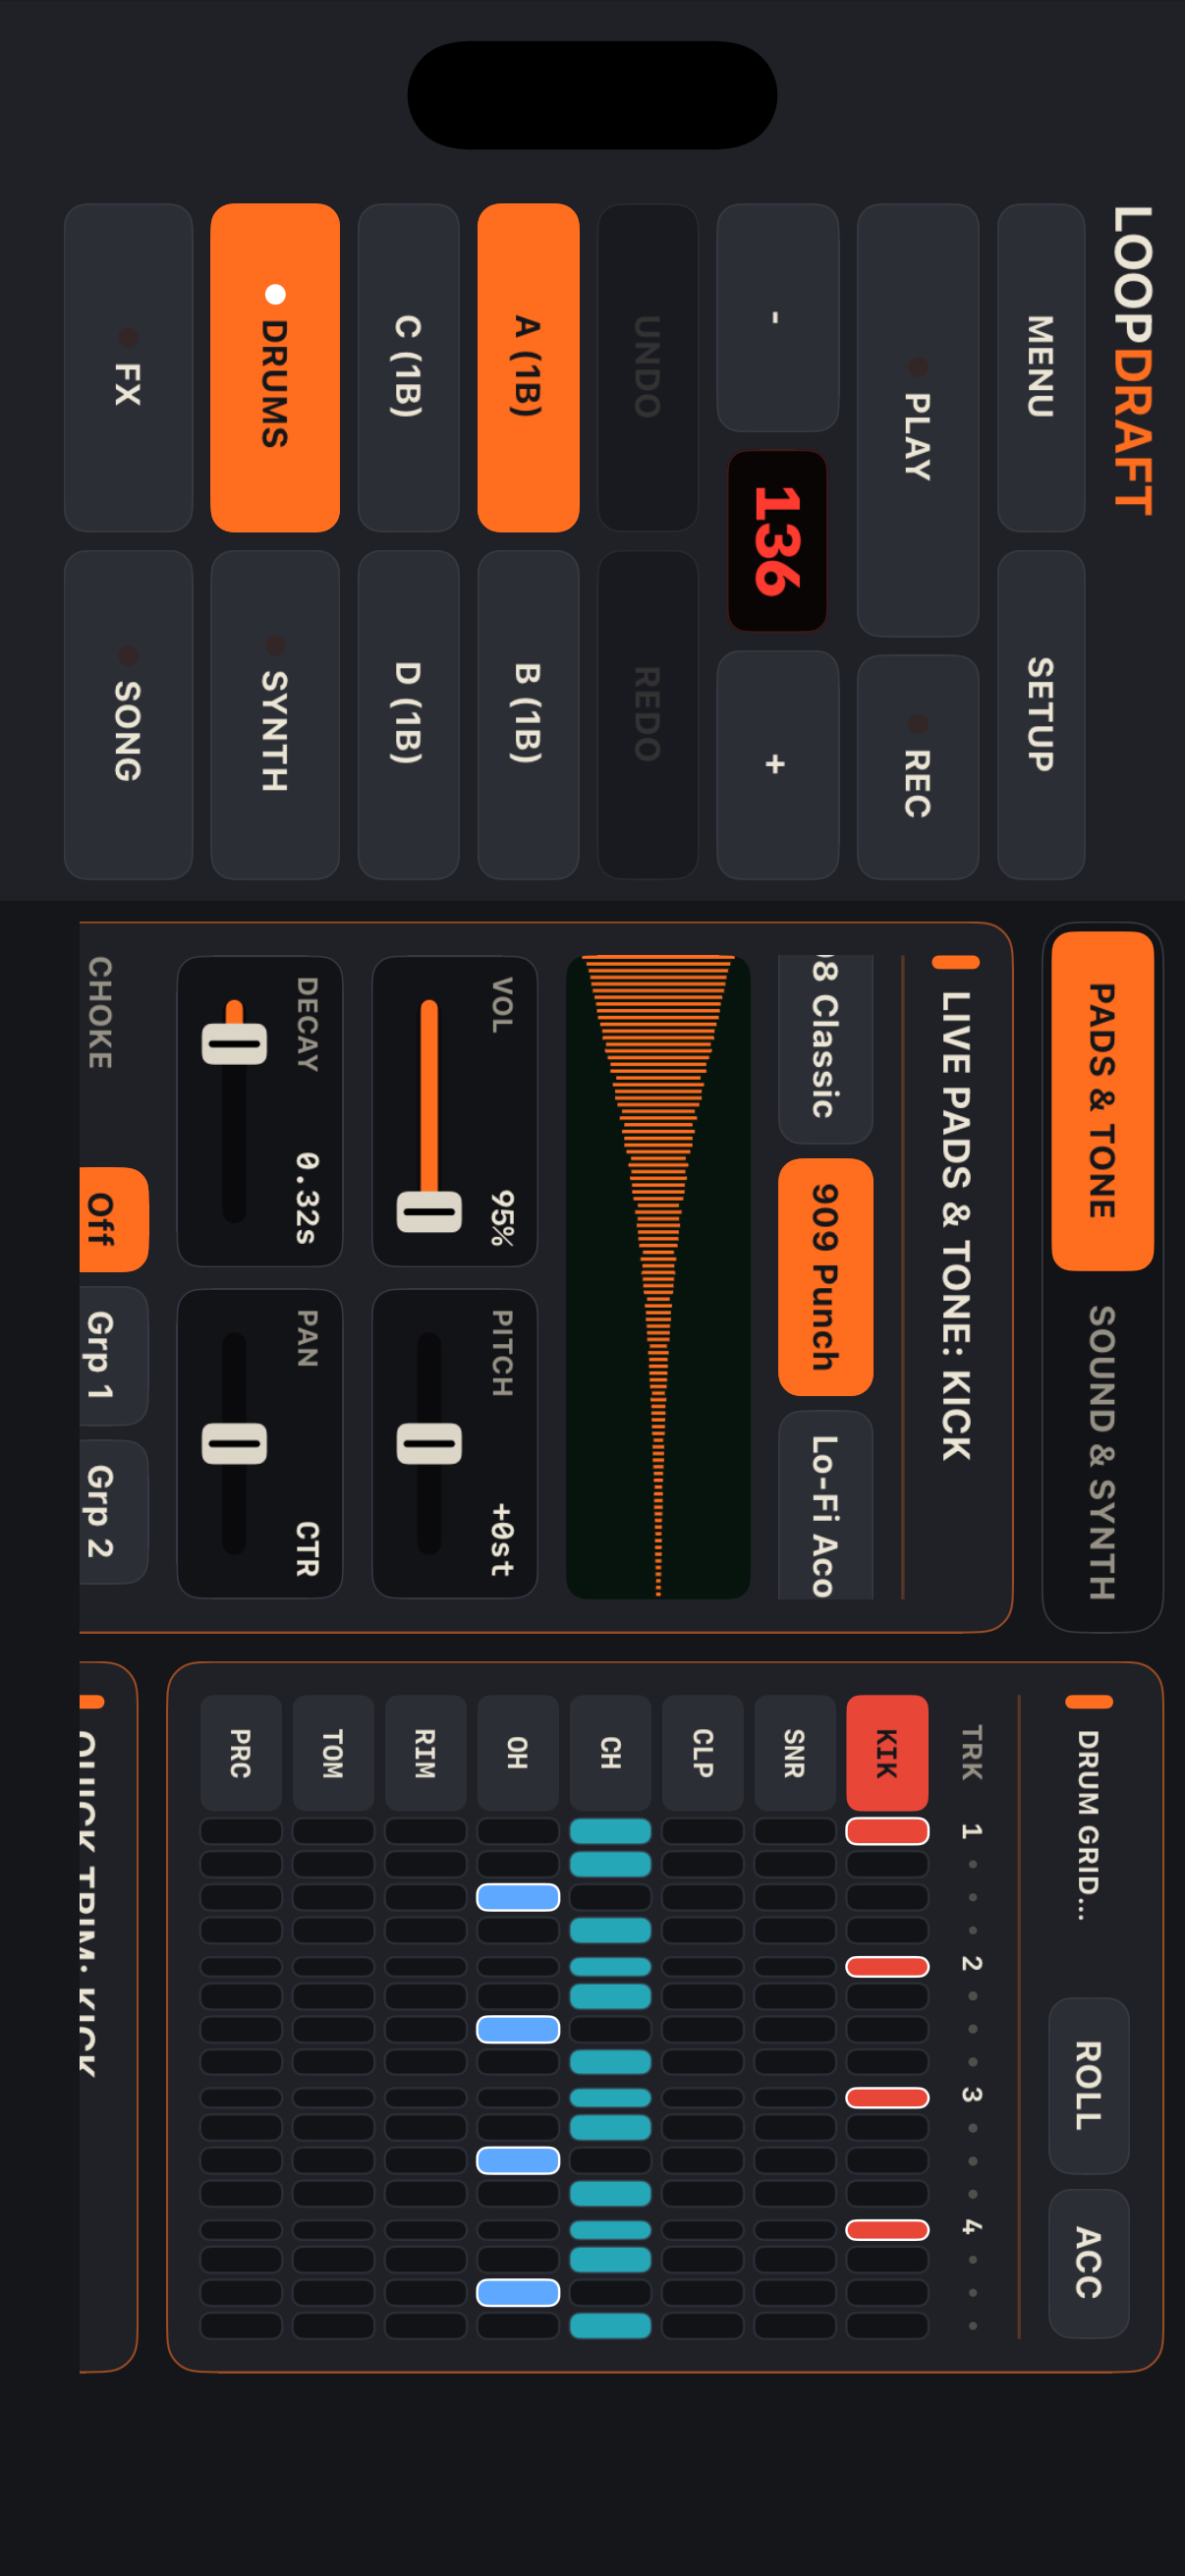 LOOPDRAFT
MENU SETUP
PLAY REC
- 136 +
UNDO REDO
A (1B) B (1B)
C (1B) D (1B)
DRUMS SYNTH
FX SONG
PADS & TONE SOUND & SYNTH
LIVE PADS & TONE: KICK
8 Classic 909 Punch Lo-Fi Aco
VOL 95% PITCH +0st
DECAY 0.32s PAN CTR
CHOKE Off Grp 1 Grp 2
DRUM GRID... ROLL ACC
TRK 1 • • • 2 • • • 3 • • • 4 • • •
KIK
SNR
CLP
CH
OH
RIM
TOM
PRC
QUICK TRIM: KICK